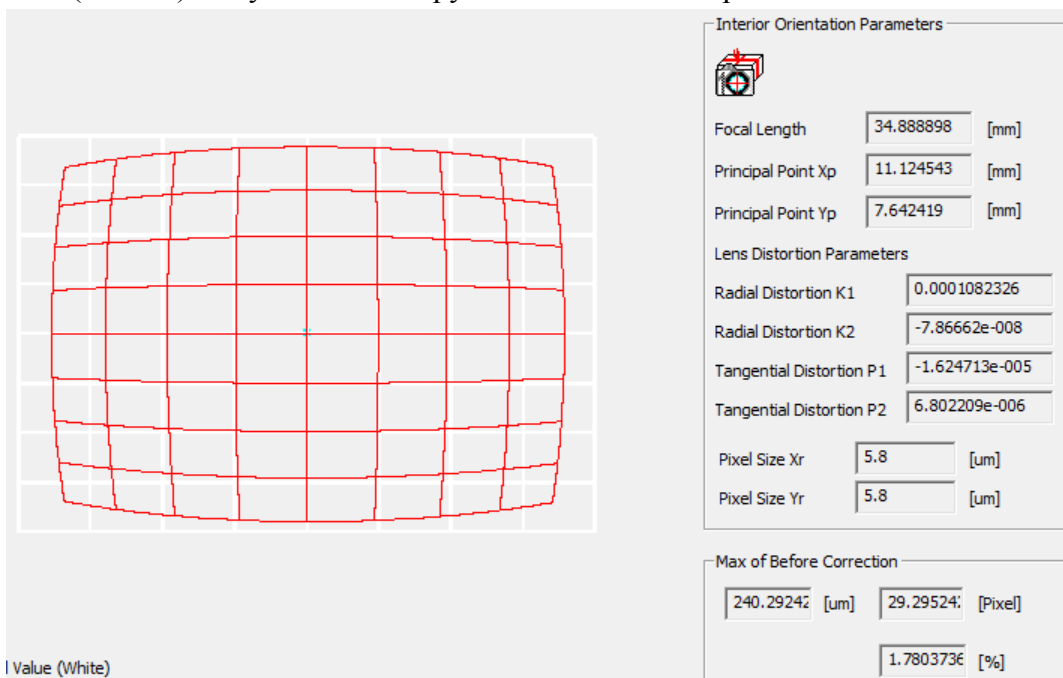 Interior Orientation Parameters
Focal Length 34.888898 [mm]
Principal Point Xp 11.124543 [mm]
Principal Point Yp 7.642419 [mm]
Lens Distortion Parameters
Radial Distortion K1 0.0001082326
Radial Distortion K2 -7.86662e-008
Tangential Distortion P1 -1.624713e-005
Tangential Distortion P2 6.802209e-006
Pixel Size Xr 5.8 [um]
Pixel Size Yr 5.8 [um]
Max of Before Correction
240.29242 [um] 29.29524 [Pixel]
1.7803736 [%]
Value (White)